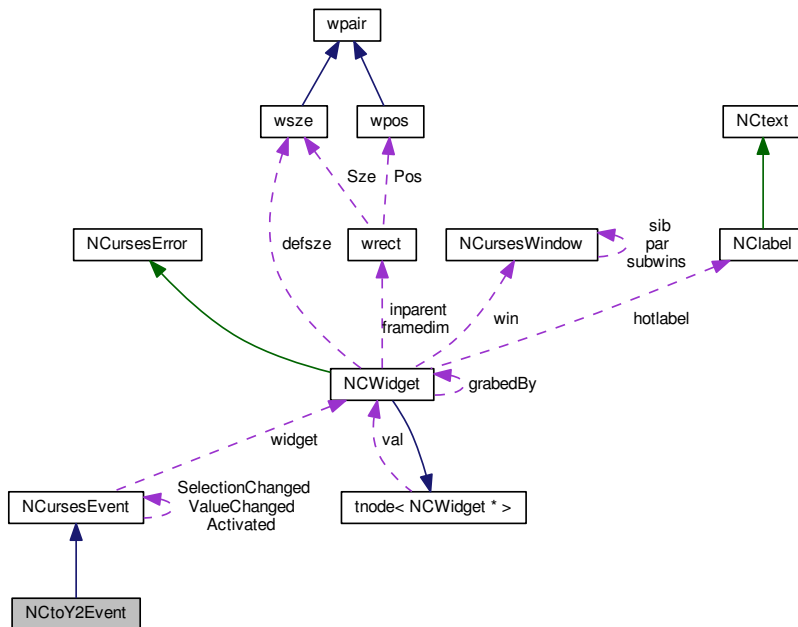 wpair
wsze
wpos
NCtext
Sze
Pos
NCursesError
defsze
wrect
NCursesWindow
sib
par
subwins
NClabel
inparent
framedim
win
hotlabel
NCWidget
grabedBy
widget
val
NCursesEvent
SelectionChanged
ValueChanged
Activated
tnode< NCWidget * >
NCtoY2Event